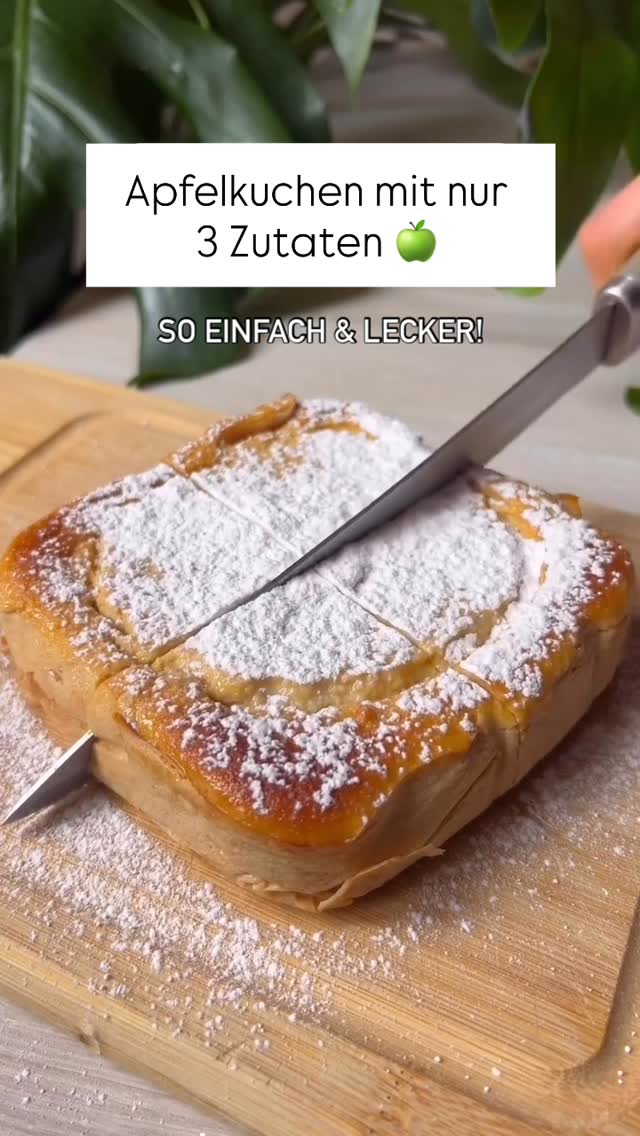 Apfelkuchen mit nur
3 Zutaten 🍏
SO EINFACH & LECKER!